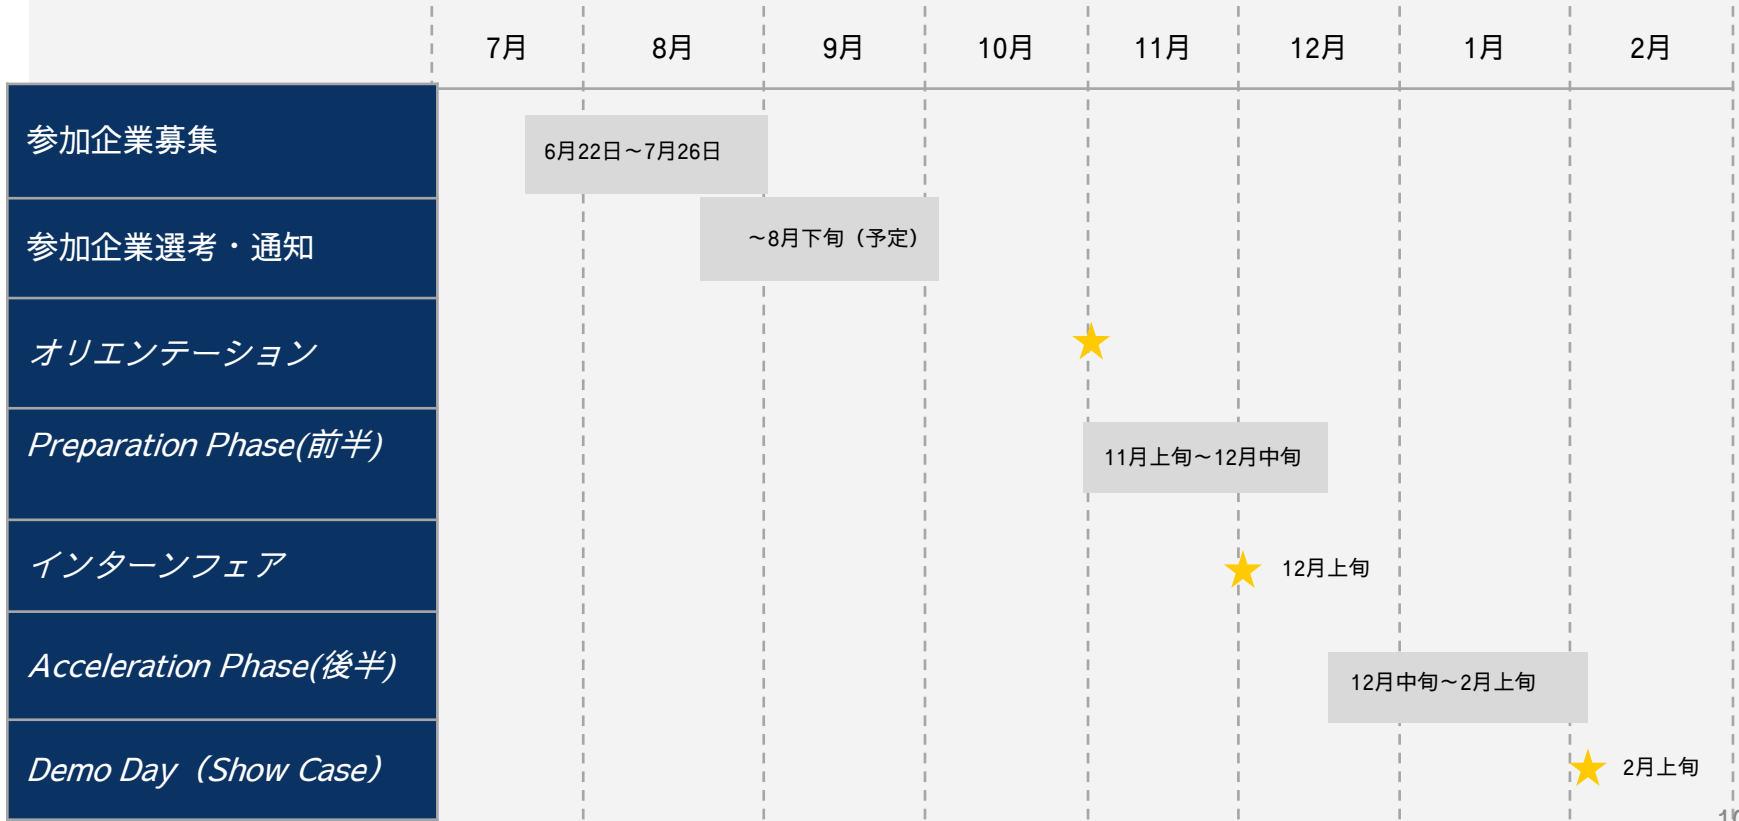 7月 8月 9月 10月 11月 12月 1月 2月
参加企業募集
6月22日～7月26日
参加企業選考・通知
～8月下旬（予定）
オリエンテーション
Preparation Phase(前半)
11月上旬～12月中旬
インターンフェア
12月上旬
Acceleration Phase(後半)
12月中旬～2月上旬
Demo Day（Show Case）
2月上旬